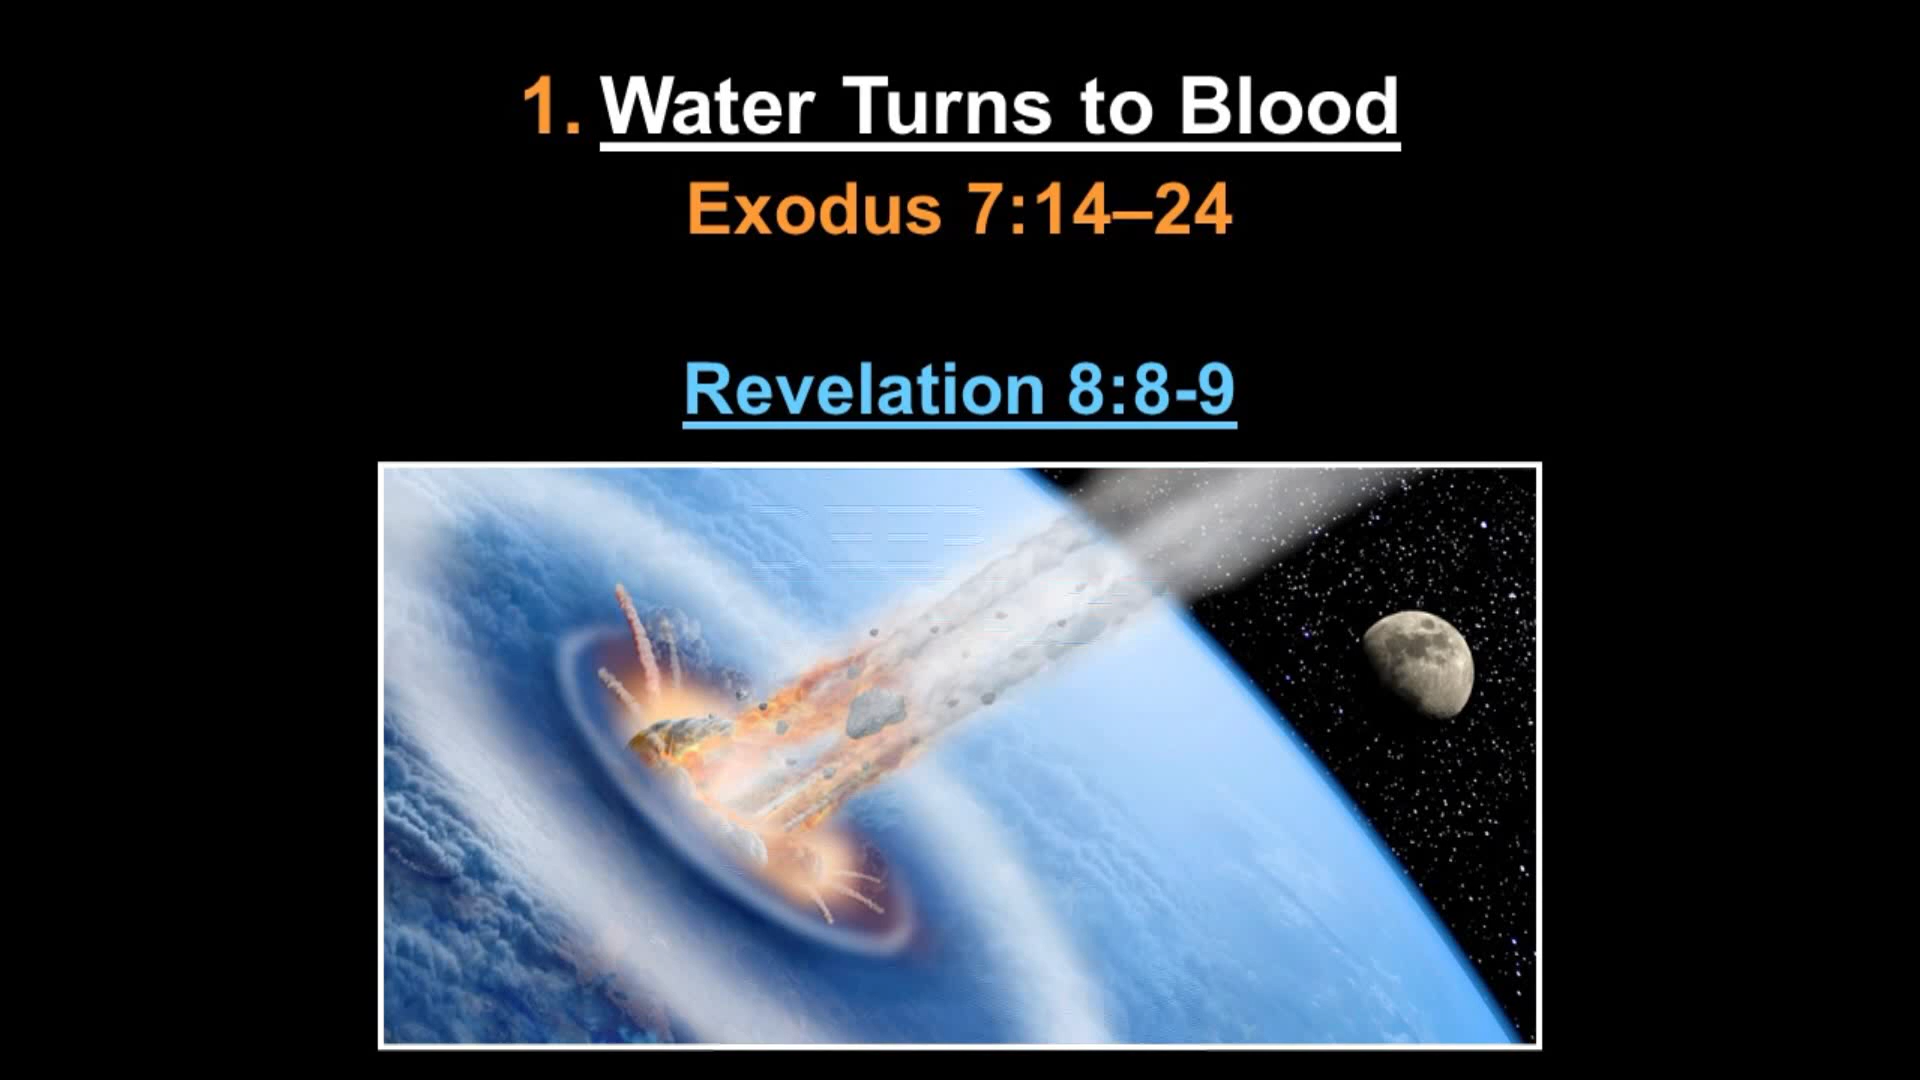 1. Water Turns to Blood
Exodus 7:14–24
Revelation 8:8-9